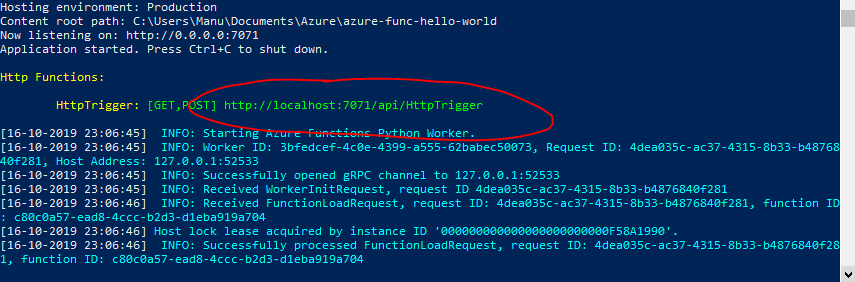 Hosting environment: Production
Content root path: C:\Users\Manu\Documents\Azure\azure-func-hello-world
Now listening on: http://0.0.0.0:7071
Application started. Press Ctrl+C to shut down.
Http Functions:
HttpTrigger: [GET,POST] http://localhost:7071/api/HttpTrigger
[16-10-2019 23:06:45]  INFO: Starting Azure Functions Python Worker.
[16-10-2019 23:06:45]  INFO: Worker ID: 3bfedcef-4c0e-4399-a555-62babec50073, Request ID: 4dea035c-ac37-4315-8b33-b48768
40f281, Host Address: 127.0.0.1:52533
[16-10-2019 23:06:45]  INFO: Successfully opened gRPC channel to 127.0.0.1:52533
[16-10-2019 23:06:45]  INFO: Received WorkerInitRequest, request ID 4dea035c-ac37-4315-8b33-b4876840f281
[16-10-2019 23:06:46]  INFO: Received FunctionLoadRequest, request ID: 4dea035c-ac37-4315-8b33-b4876840f281, function ID
: c80c0a57-ead8-4ccc-b2d3-d1eba919a704
[16-10-2019 23:06:46] Host lock lease acquired by instance ID '000000000000000000000000F58A1990'.
[16-10-2019 23:06:46]  INFO: Successfully processed FunctionLoadRequest, request ID: 4dea035c-ac37-4315-8b33-b4876840f28
1, function ID: c80c0a57-ead8-4ccc-b2d3-d1eba919a704